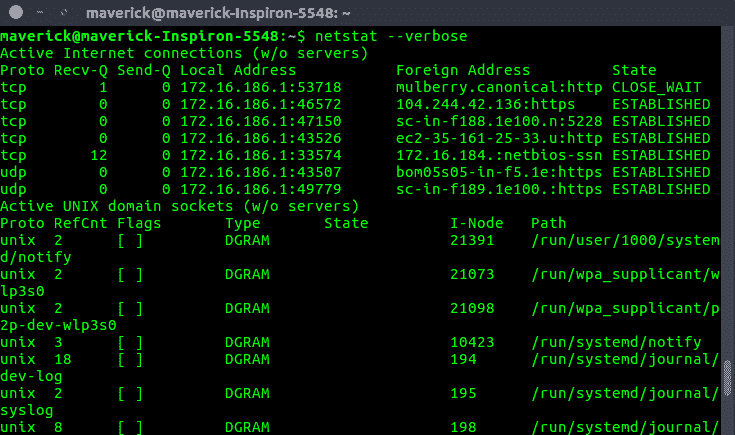 maverick@maverick-Inspiron-5548: ~
maverick@maverick-Inspiron-5548:~$ netstat --verbose
Active Internet connections (w/o servers)
Proto Recv-Q Send-Q Local Address           Foreign Address         State
tcp        1      0 172.16.186.1:53718      mulberry.canonical:http CLOSE_WAIT
tcp        0      0 172.16.186.1:46572      104.244.42.136:https    ESTABLISHED
tcp        0      0 172.16.186.1:47150      sc-in-f188.1e100.n:5228 ESTABLISHED
tcp        0      0 172.16.186.1:43526      ec2-35-161-25-33.u:http ESTABLISHED
tcp       12      0 172.16.186.1:33574      172.16.184.:netbios-ssn ESTABLISHED
udp        0      0 172.16.186.1:43507      bom05s05-in-f5.1e:https ESTABLISHED
udp        0      0 172.16.186.1:49779      sc-in-f189.1e100.:https ESTABLISHED
Active UNIX domain sockets (w/o servers)
Proto RefCnt Flags       Type       State         I-Node   Path
unix  2      [ ]         DGRAM                    21391    /run/user/1000/system
d/notify
unix  2      [ ]         DGRAM                    21073    /run/wpa_supplicant/w
lp3s0
unix  2      [ ]         DGRAM                    21098    /run/wpa_supplicant/p
2p-dev-wlp3s0
unix  3      [ ]         DGRAM                    10423    /run/systemd/notify
unix  18     [ ]         DGRAM                    194      /run/systemd/journal/
dev-log
unix  2      [ ]         DGRAM                    195      /run/systemd/journal/
syslog
unix  8      [ ]         DGRAM                    198      /run/systemd/journal/